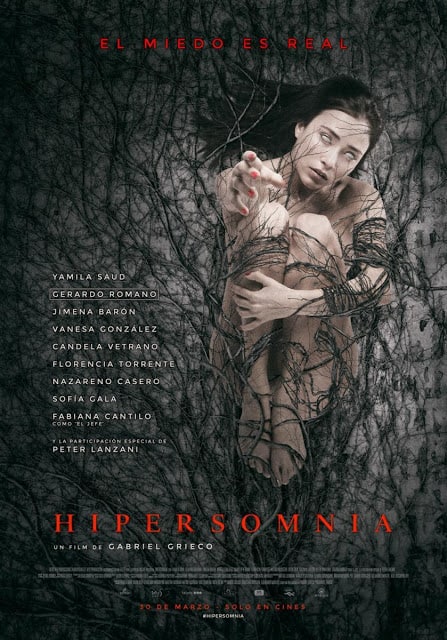 EL MIEDO ES REAL
YAMILA SAUD
GERARDO ROMANO
JIMENA BARÓN
VANESA GONZÁLEZ
CANDELA VETRANO
FLORENCIA TORRENTE
NAZARENO CASERO
SOFÍA GALA
FABIANA CANTILO
COMO "EL JEFE"
Y LA PARTICIPACIÓN ESPECIAL DE
PETER LANZANI
HIPERSOMNIA
UN FILM DE GABRIEL GRIECO
30 DE MARZO - SOLO EN CINES
#HIPERSOMNIA